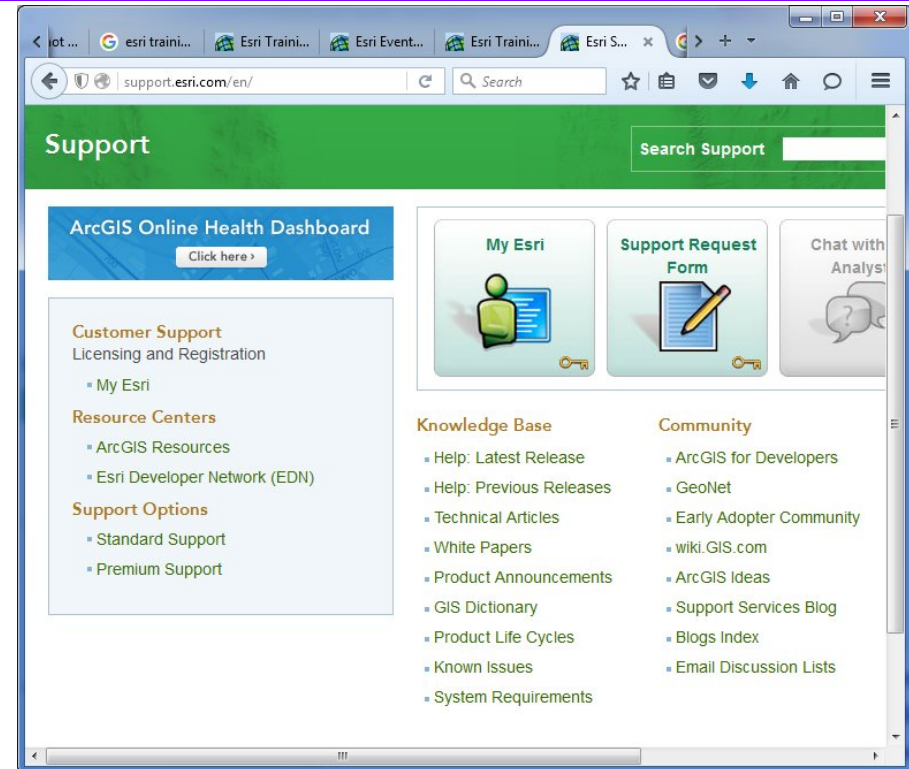 iot ...
esri traini...
Esri Traini...
Esri Event...
Esri Traini...
Esri S...
support.esri.com/en/
Search
Support
Search Support
ArcGIS Online Health Dashboard
Click here ›
My Esri
Support Request
Form
Chat with
Analyst
Customer Support
Licensing and Registration
My Esri
Resource Centers
ArcGIS Resources
Esri Developer Network (EDN)
Support Options
Standard Support
Premium Support
Knowledge Base
Help: Latest Release
Help: Previous Releases
Technical Articles
White Papers
Product Announcements
GIS Dictionary
Product Life Cycles
Known Issues
System Requirements
Community
ArcGIS for Developers
GeoNet
Early Adopter Community
wiki.GIS.com
ArcGIS Ideas
Support Services Blog
Blogs Index
Email Discussion Lists